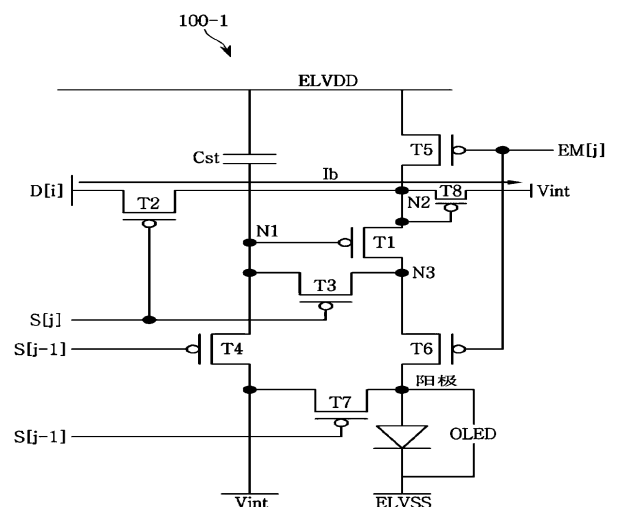 100-1
ELVDD
T5
EM[j]
Cst
Ib
D[i]
T2
T8
Vint
N2
N1
T1
T3
N3
S[j]
S[j-1]
T4
T6
阳极
T7
OLED
S[j-1]
Vint
ELVSS